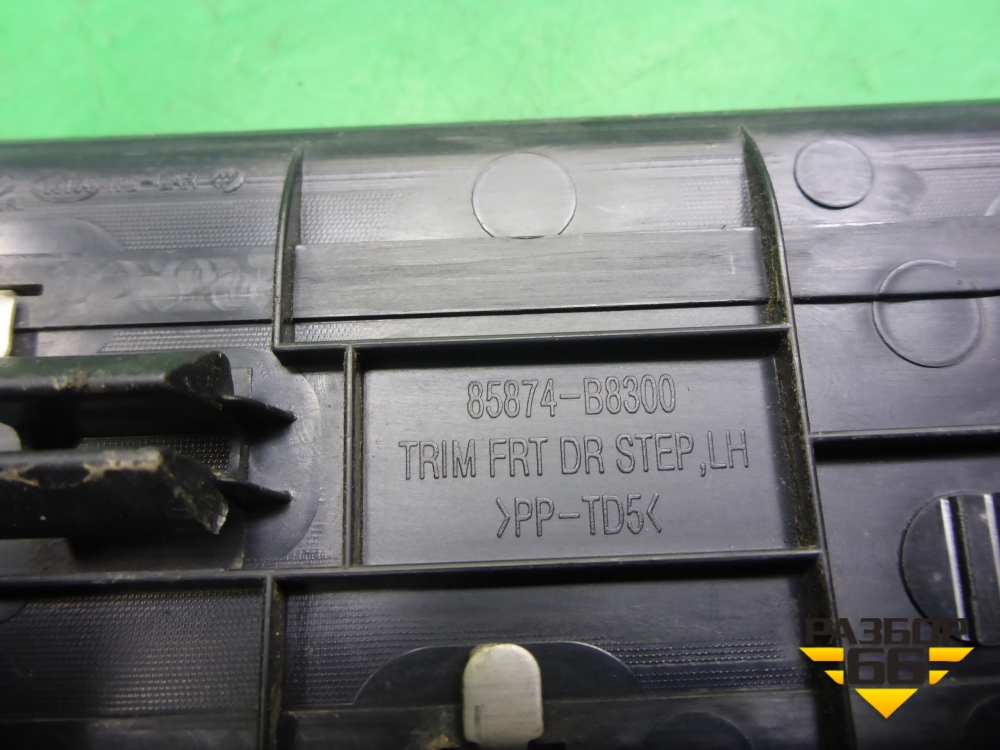 85874-B8300
TRIM FRT DR STEP,LH
>PP-TD5<
РАЗБОР
66